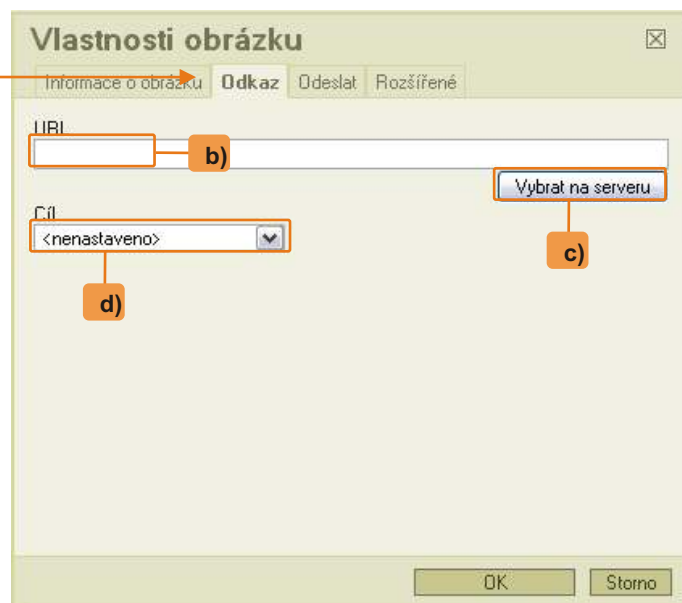 Vlastnosti obrázku
Informace o obrázku Odkaz Odeslat Rozšířené
URL
b)
Vybrat na serveru
Cíl
<nenastaveno>
c)
d)
OK Storno